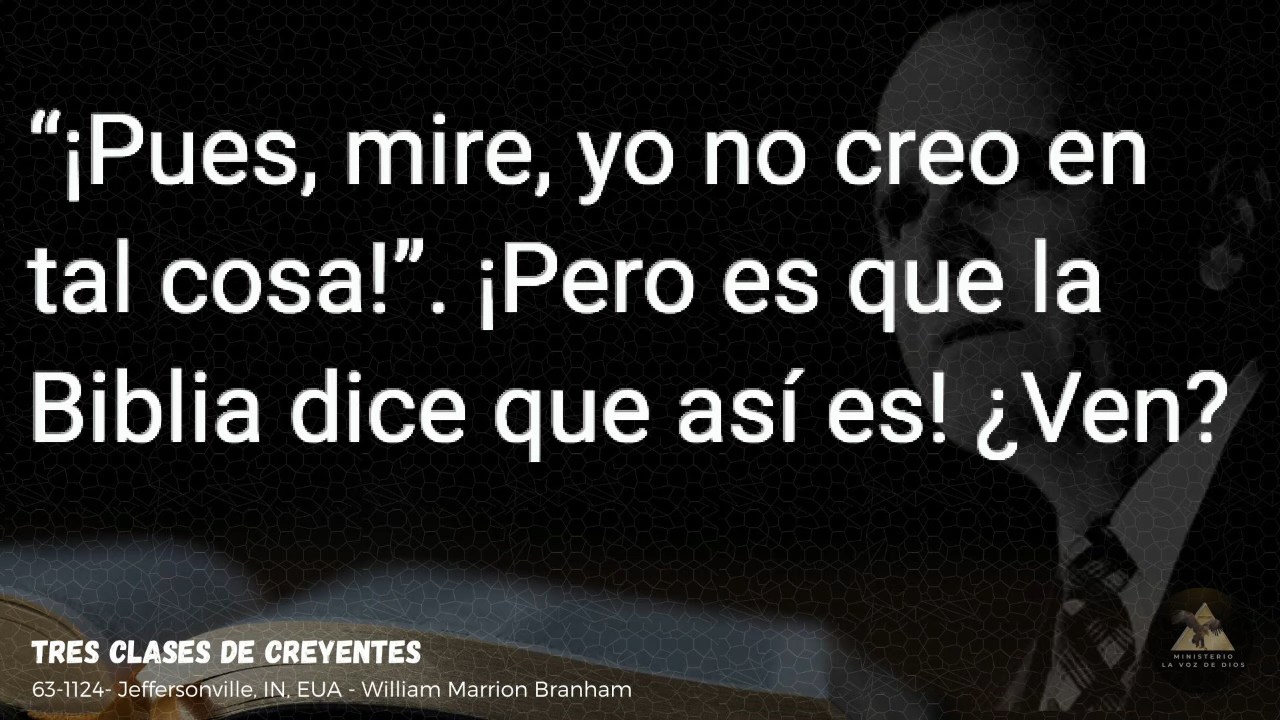 “¡Pues, mire, yo no creo en
tal cosa!”. ¡Pero es que la
Biblia dice que así es! ¿Ven?
TRES CLASES DE CREYENTES
63-1124- Jeffersonville, IN, EUA - William Marrion Branham
MINISTERIO
LA VOZ DE DIOS